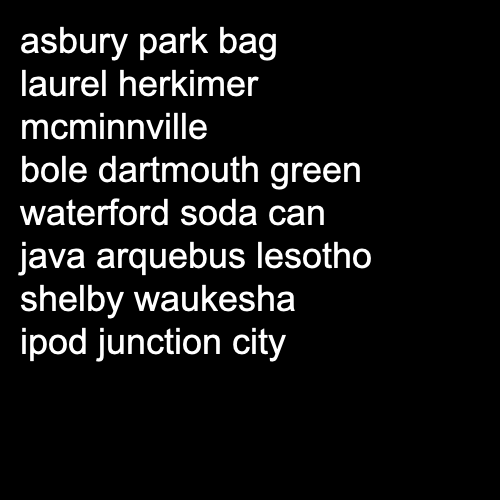 asbury park bag
laurel herkimer
mcminnville
bole dartmouth green
waterford soda can
java arquebus lesotho
shelby waukesha
ipod junction city